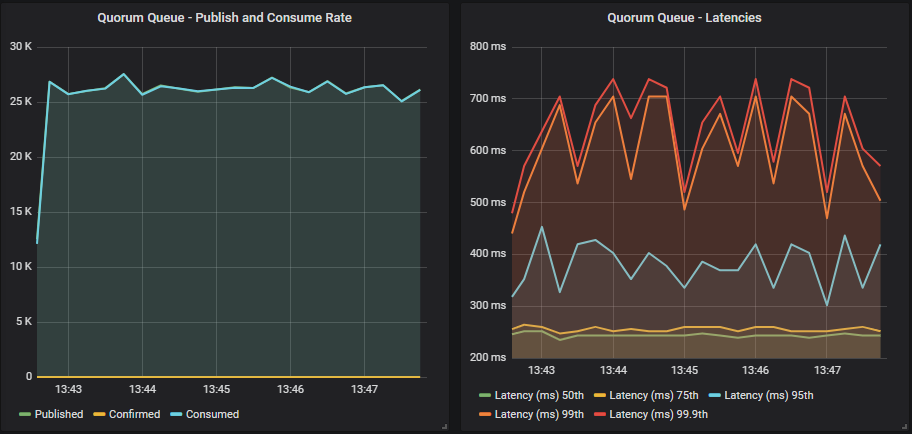 Quorum Queue - Publish and Consume Rate
30 K
25 K
20 K
15 K
10 K
5 K
0
13:43 13:44 13:45 13:46 13:47
Published Confirmed Consumed
Quorum Queue - Latencies
800 ms
700 ms
600 ms
500 ms
400 ms
300 ms
200 ms
13:43 13:44 13:45 13:46 13:47
Latency (ms) 50th Latency (ms) 75th Latency (ms) 95th
Latency (ms) 99th Latency (ms) 99.9th